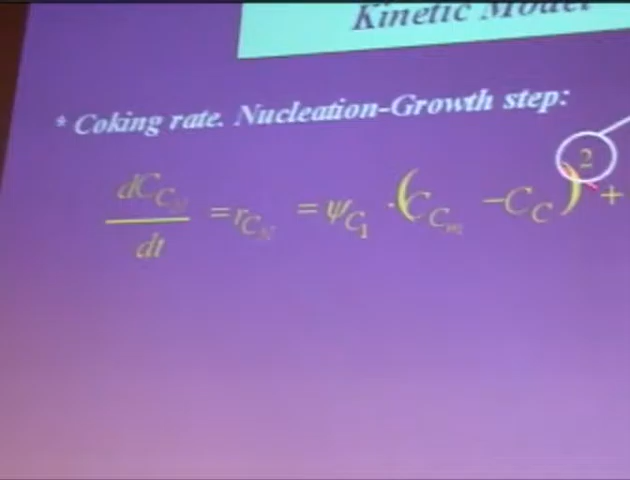 Kinetic Model
* Coking rate. Nucleation-Growth step:
dC_{C_N}/dt = r_{C_N} = ψ_{C_1} · (C_{C_m} − C_C)^2 +